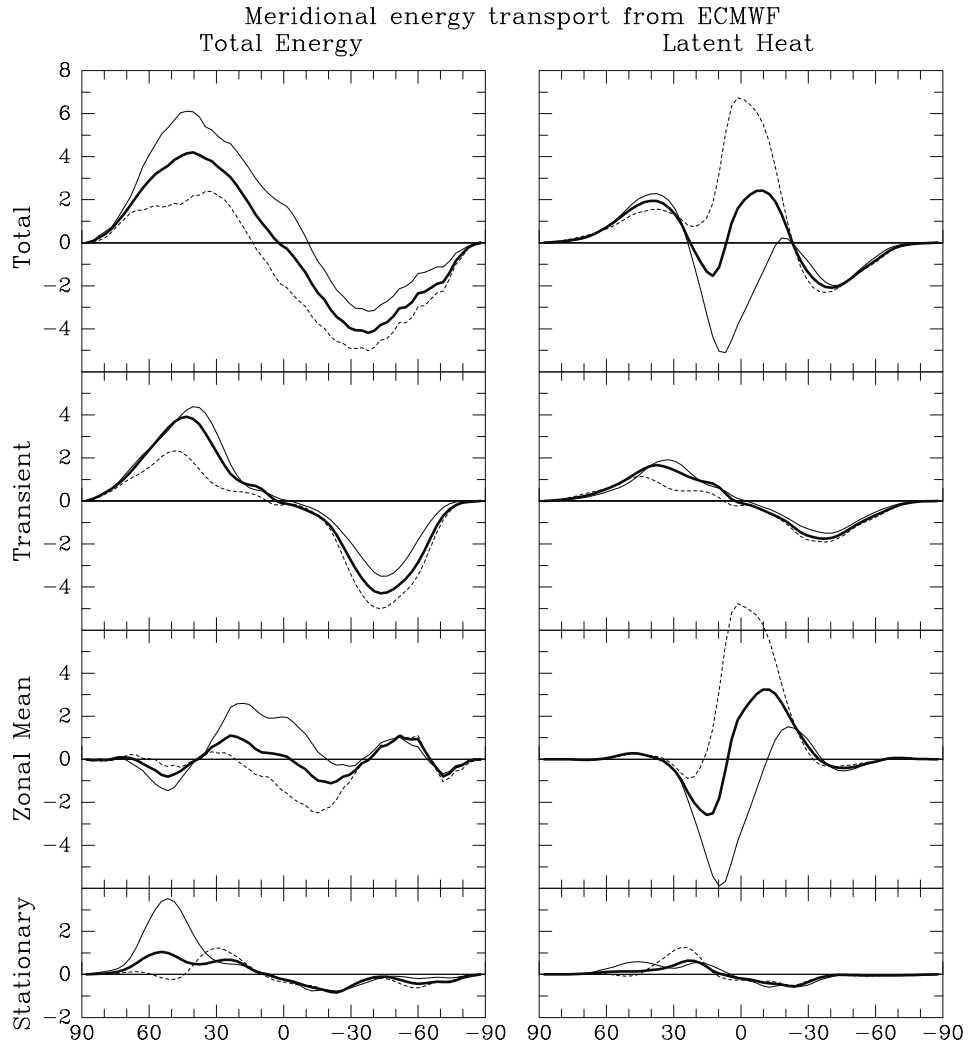 Meridional energy transport from ECMWF
Total Energy
Latent Heat
Total
8
6
4
2
0
−2
−4
Transient
4
2
0
−2
−4
Zonal Mean
4
2
0
−2
−4
Stationary
2
0
−2
90 60 30 0 −30 −60 −90
90 60 30 0 −30 −60 −90